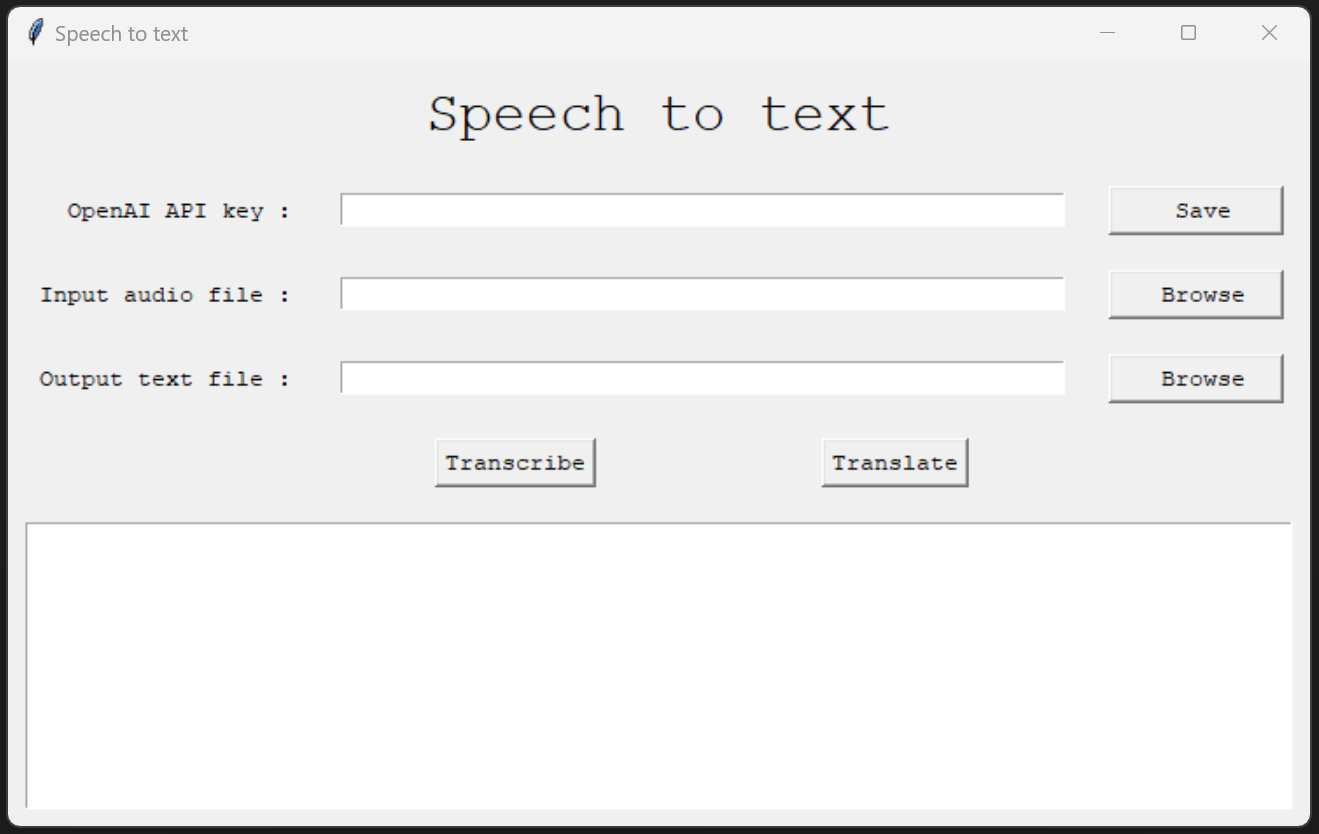 Speech to text
Speech to text
OpenAI API key : Save
Input audio file : Browse
Output text file : Browse
Transcribe Translate